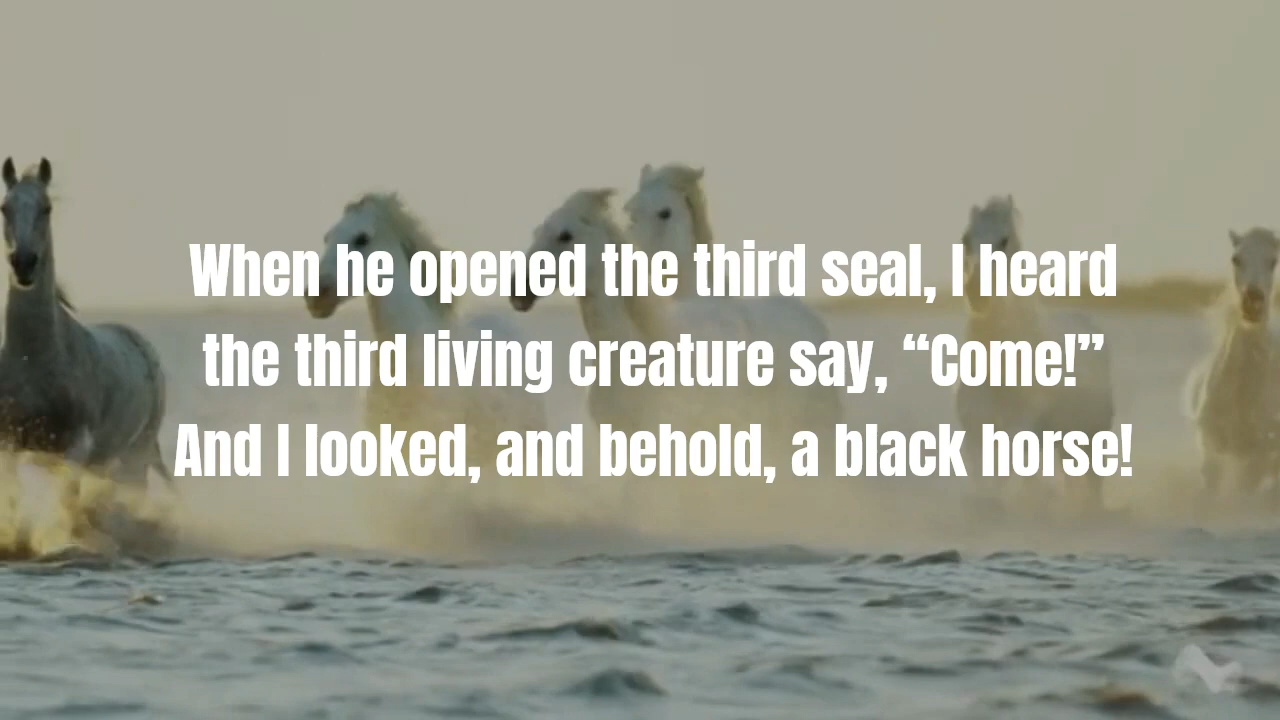 When he opened the third seal, I heard
the third living creature say, “Come!”
And I looked, and behold, a black horse!